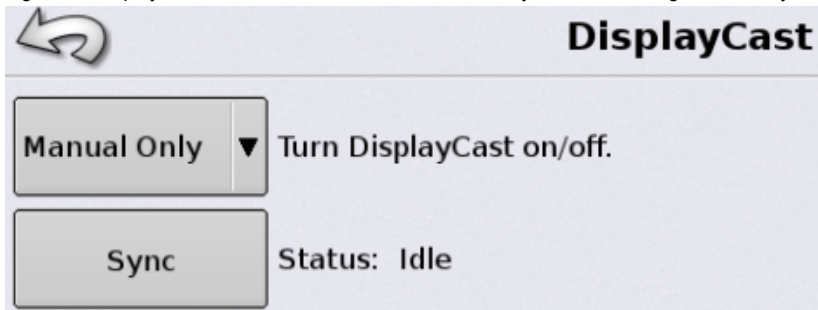 DisplayCast
Manual Only ▼ Turn DisplayCast on/off.
Sync Status: Idle